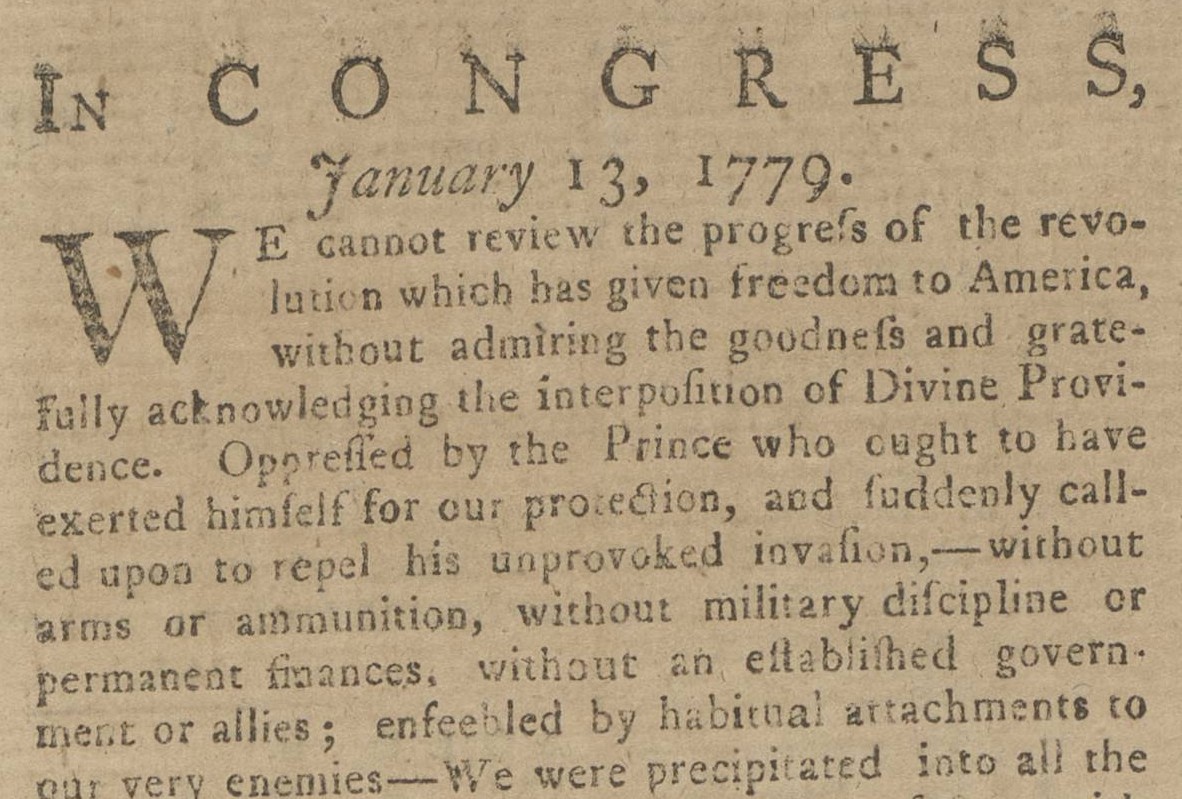 In CONGRESS,
January 13, 1779.
WE cannot review the progreſs of the revo-
lution which has given freedom to America,
without admiring the goodneſs and grate-
fully acknowledging the interpoſition of Divine Provi-
dence. Oppreſſed by the Prince who ought to have
exerted himſelf for our protection, and ſuddenly call-
ed upon to repel his unprovoked invaſion,—without
arms or ammunition, without military diſcipline or
permanent finances, without an eſtabliſhed govern-
ment or allies; enfeebled by habitual attachments to
our very enemies—We were precipitated into all the